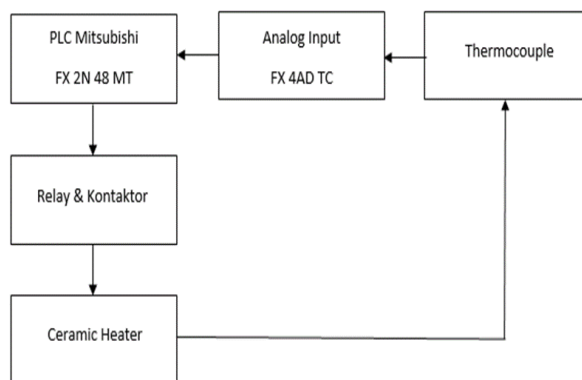 PLC Mitsubishi
FX 2N 48 MT
Analog Input
FX 4AD TC
Thermocouple
Relay & Kontaktor
Ceramic Heater